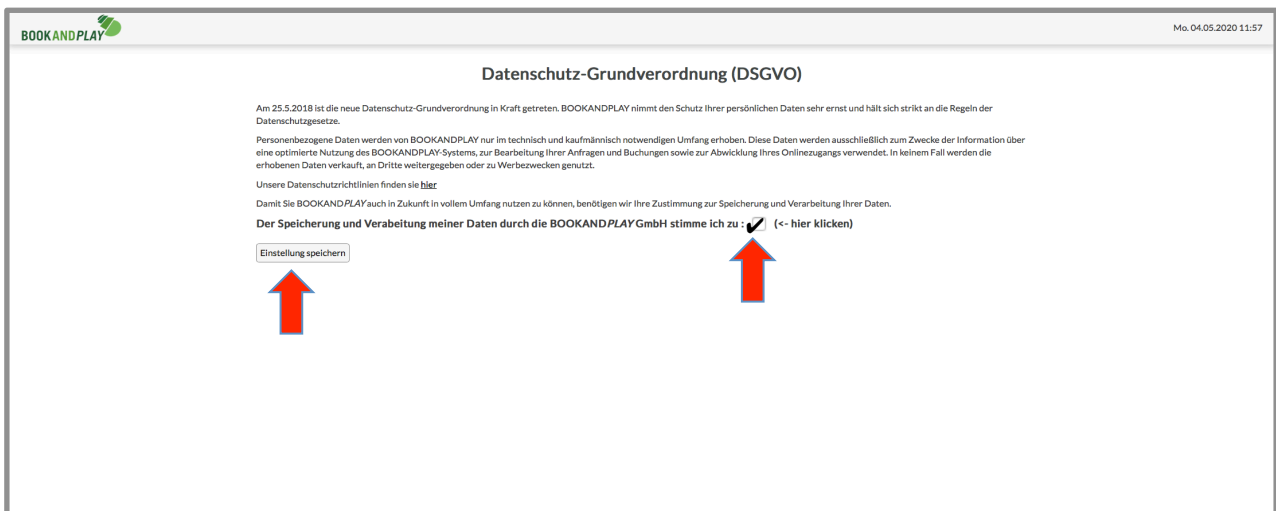 BOOKANDPLAY
Mo. 04.05.2020 11:57
Datenschutz-Grundverordnung (DSGVO)
Am 25.5.2018 ist die neue Datenschutz-Grundverordnung in Kraft getreten. BOOKANDPLAY nimmt den Schutz Ihrer persönlichen Daten sehr ernst und hält sich strikt an die Regeln der
Datenschutzgesetze.
Personenbezogene Daten werden von BOOKANDPLAY nur im technisch und kaufmännisch notwendigen Umfang erhoben. Diese Daten werden ausschließlich zum Zwecke der Information über
eine optimierte Nutzung des BOOKANDPLAY-Systems, zur Bearbeitung Ihrer Anfragen und Buchungen sowie zur Abwicklung Ihres Onlinezugangs verwendet. In keinem Fall werden die
erhobenen Daten verkauft, an Dritte weitergegeben oder zu Werbezwecken genutzt.
Unsere Datenschutzrichtlinien finden sie hier
Damit Sie BOOKANDPLAY auch in Zukunft in vollem Umfang nutzen zu können, benötigen wir Ihre Zustimmung zur Speicherung und Verarbeitung Ihrer Daten.
Der Speicherung und Verabeitung meiner Daten durch die BOOKANDPLAY GmbH stimme ich zu : ✔ (<- hier klicken)
Einstellung speichern